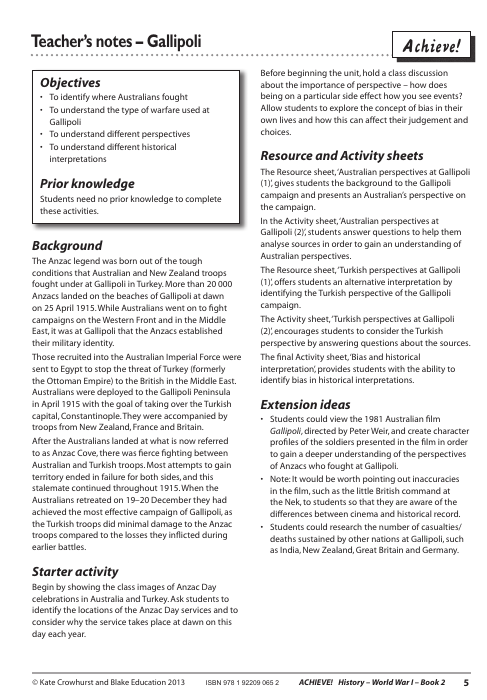 Teacher's notes – Gallipoli
Achieve!
Objectives
• To identify where Australians fought
• To understand the type of warfare used at
Gallipoli
• To understand different perspectives
• To understand different historical
interpretations
Prior knowledge
Students need no prior knowledge to complete
these activities.
Background
The Anzac legend was born out of the tough
conditions that Australian and New Zealand troops
fought under at Gallipoli in Turkey. More than 20 000
Anzacs landed on the beaches of Gallipoli at dawn
on 25 April 1915. While Australians went on to fight
campaigns on the Western Front and in the Middle
East, it was at Gallipoli that the Anzacs established
their military identity.
Those recruited into the Australian Imperial Force were
sent to Egypt to stop the threat of Turkey (formerly
the Ottoman Empire) to the British in the Middle East.
Australians were deployed to the Gallipoli Peninsula
in April 1915 with the goal of taking over the Turkish
capital, Constantinople. They were accompanied by
troops from New Zealand, France and Britain.
After the Australians landed at what is now referred
to as Anzac Cove, there was fierce fighting between
Australian and Turkish troops. Most attempts to gain
territory ended in failure for both sides, and this
stalemate continued throughout 1915. When the
Australians retreated on 19–20 December they had
achieved the most effective campaign of Gallipoli, as
the Turkish troops did minimal damage to the Anzac
troops compared to the losses they inflicted during
earlier battles.
Starter activity
Begin by showing the class images of Anzac Day
celebrations in Australia and Turkey. Ask students to
identify the locations of the Anzac Day services and to
consider why the service takes place at dawn on this
day each year.
Before beginning the unit, hold a class discussion
about the importance of perspective – how does
being on a particular side effect how you see events?
Allow students to explore the concept of bias in their
own lives and how this can affect their judgement and
choices.
Resource and Activity sheets
The Resource sheet, 'Australian perspectives at Gallipoli
(1)', gives students the background to the Gallipoli
campaign and presents an Australian's perspective on
the campaign.
In the Activity sheet, 'Australian perspectives at
Gallipoli (2)', students answer questions to help them
analyse sources in order to gain an understanding of
Australian perspectives.
The Resource sheet, 'Turkish perspectives at Gallipoli
(1)', offers students an alternative interpretation by
identifying the Turkish perspective of the Gallipoli
campaign.
The Activity sheet, 'Turkish perspectives at Gallipoli
(2)', encourages students to consider the Turkish
perspective by answering questions about the sources.
The final Activity sheet, 'Bias and historical
interpretation', provides students with the ability to
identify bias in historical interpretations.
Extension ideas
• Students could view the 1981 Australian film
Gallipoli, directed by Peter Weir, and create character
profiles of the soldiers presented in the film in order
to gain a deeper understanding of the perspectives
of Anzacs who fought at Gallipoli.
• Note: It would be worth pointing out inaccuracies
in the film, such as the little British command at
the Nek, to students so that they are aware of the
differences between cinema and historical record.
• Students could research the number of casualties/
deaths sustained by other nations at Gallipoli, such
as India, New Zealand, Great Britain and Germany.
© Kate Crowhurst and Blake Education 2013 ISBN 978 1 92209 065 2 ACHIEVE! History – World War I – Book 2 5